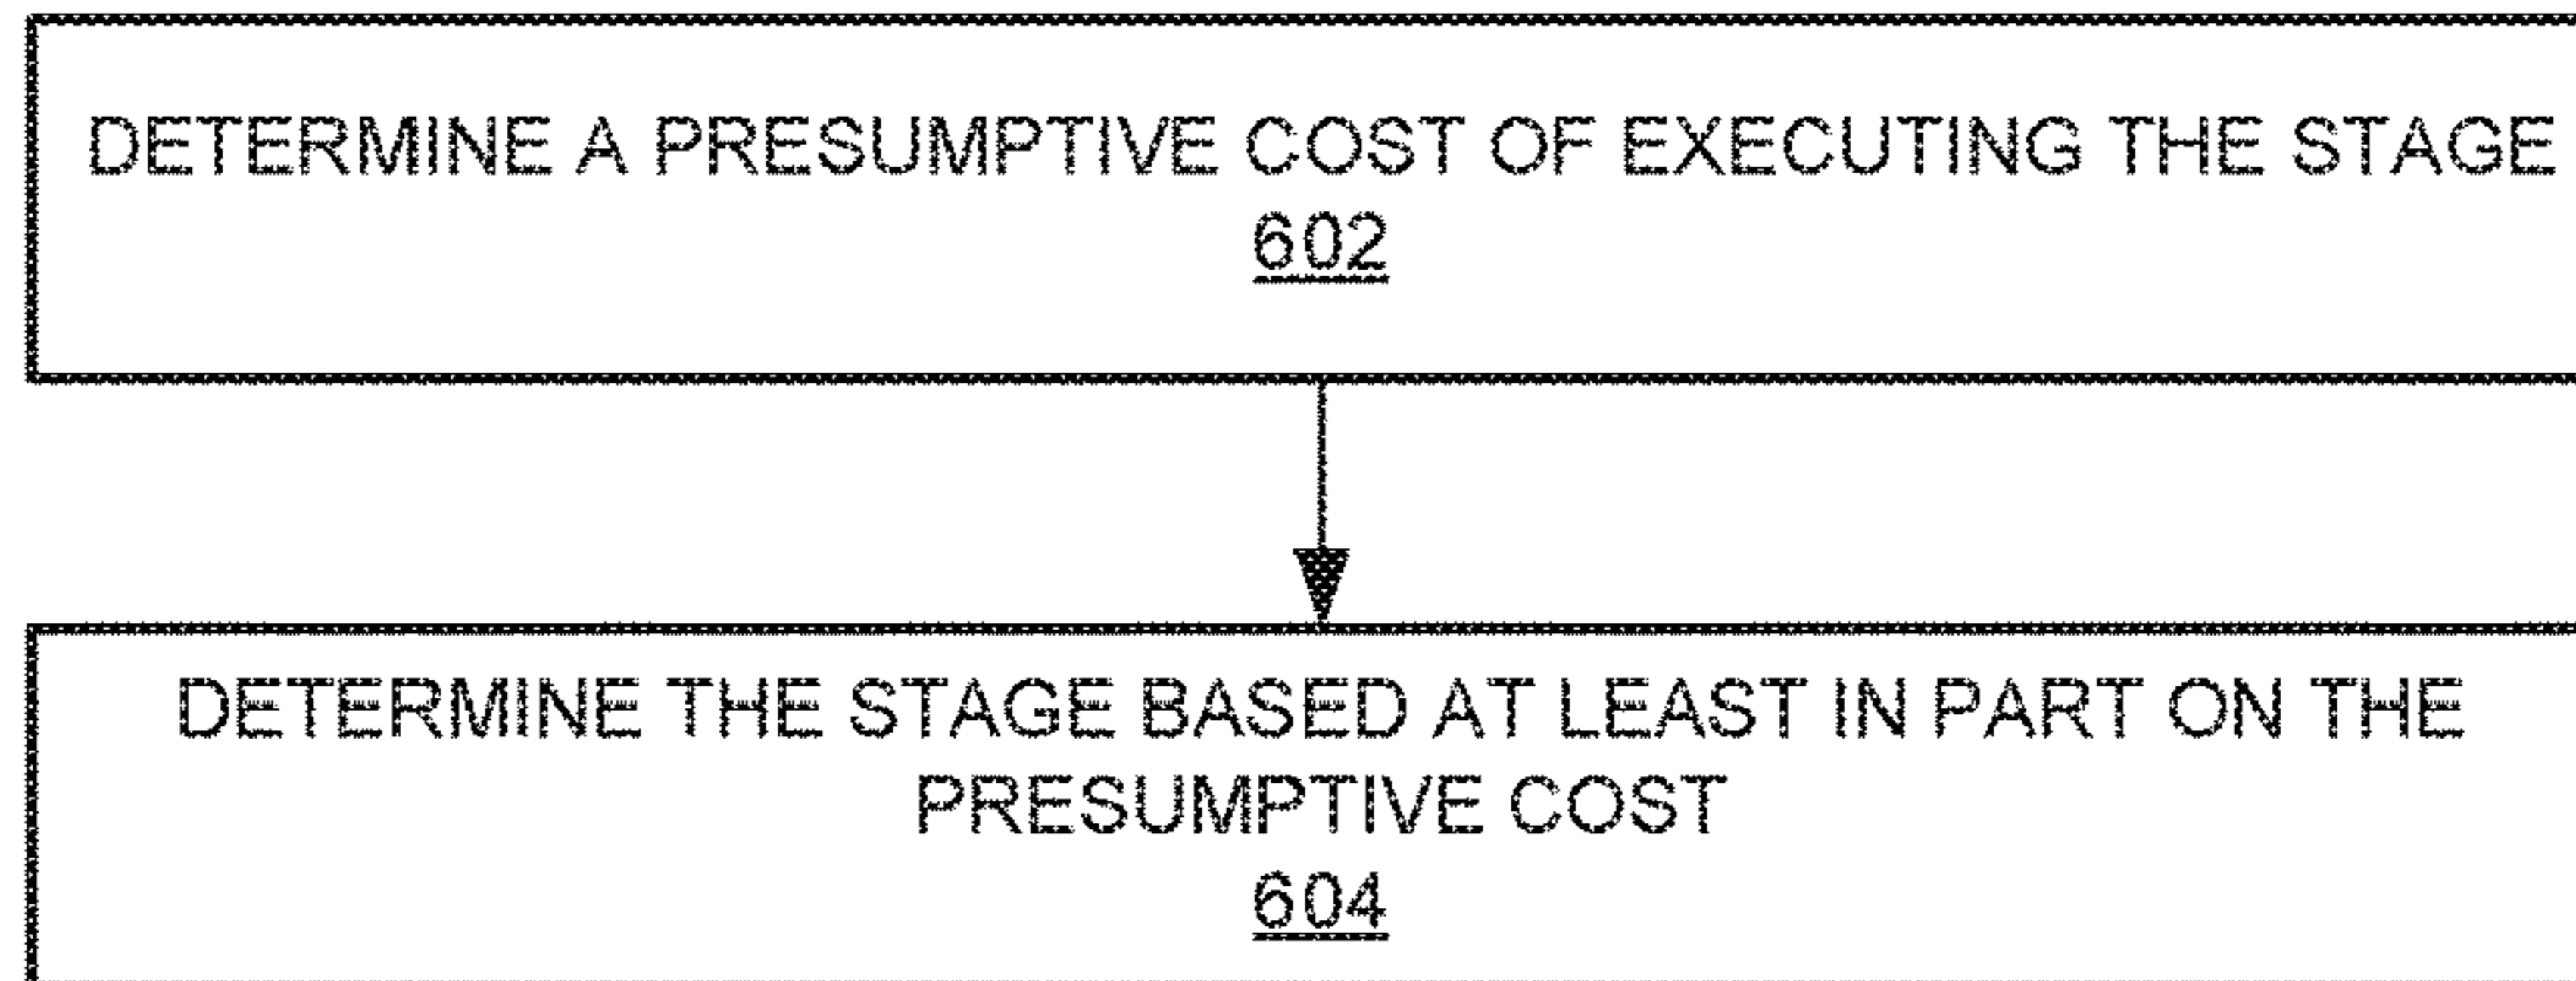 DETERMINE A PRESUMPTIVE COST OF EXECUTING THE STAGE
602
DETERMINE THE STAGE BASED AT LEAST IN PART ON THE
PRESUMPTIVE COST
604